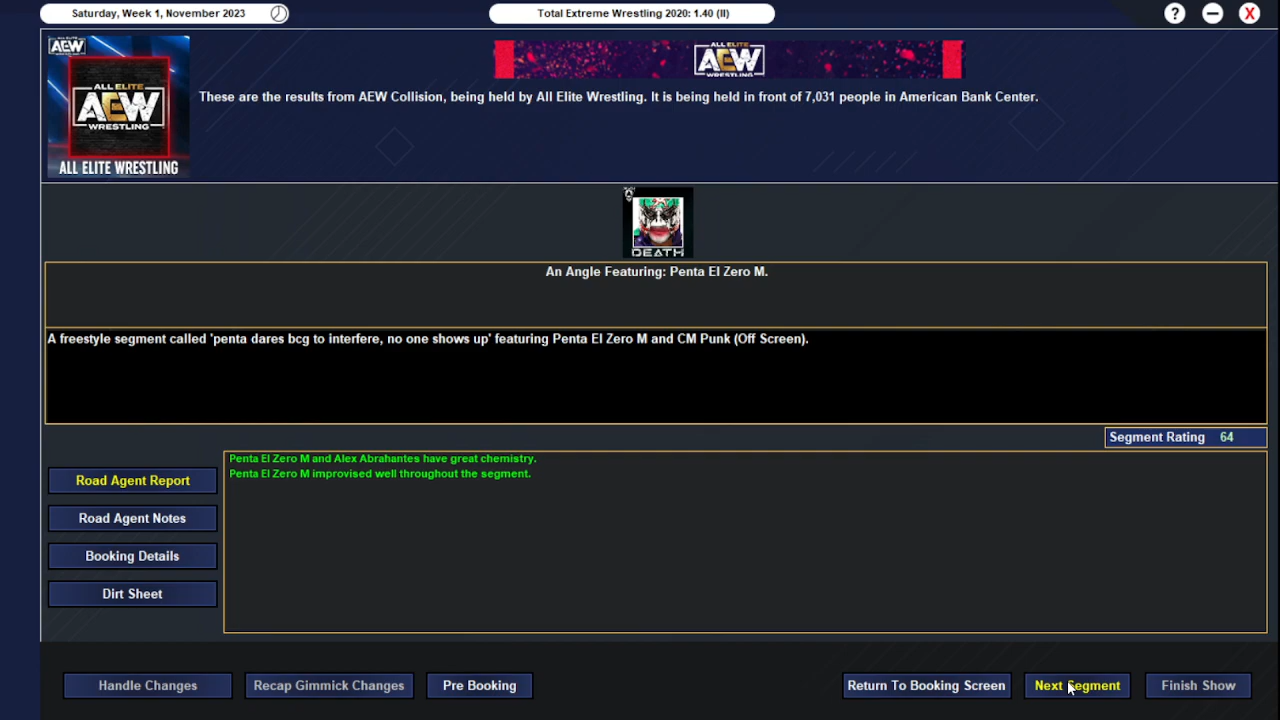 Saturday, Week 1, November 2023
Total Extreme Wrestling 2020: 1.40 (II)
?
X
AEW
ALL ELITE
AEW
WRESTLING
ALL ELITE WRESTLING
ALL ELITE
AEW
WRESTLING
These are the results from AEW Collision, being held by All Elite Wrestling. It is being held in front of 7,031 people in American Bank Center.
DEATH
An Angle Featuring: Penta El Zero M.
A freestyle segment called 'penta dares bcg to interfere, no one shows up' featuring Penta El Zero M and CM Punk (Off Screen).
Segment Rating 64
Penta El Zero M and Alex Abrahantes have great chemistry.
Penta El Zero M improvised well throughout the segment.
Road Agent Report
Road Agent Notes
Booking Details
Dirt Sheet
Handle Changes
Recap Gimmick Changes
Pre Booking
Return To Booking Screen
Next Segment
Finish Show